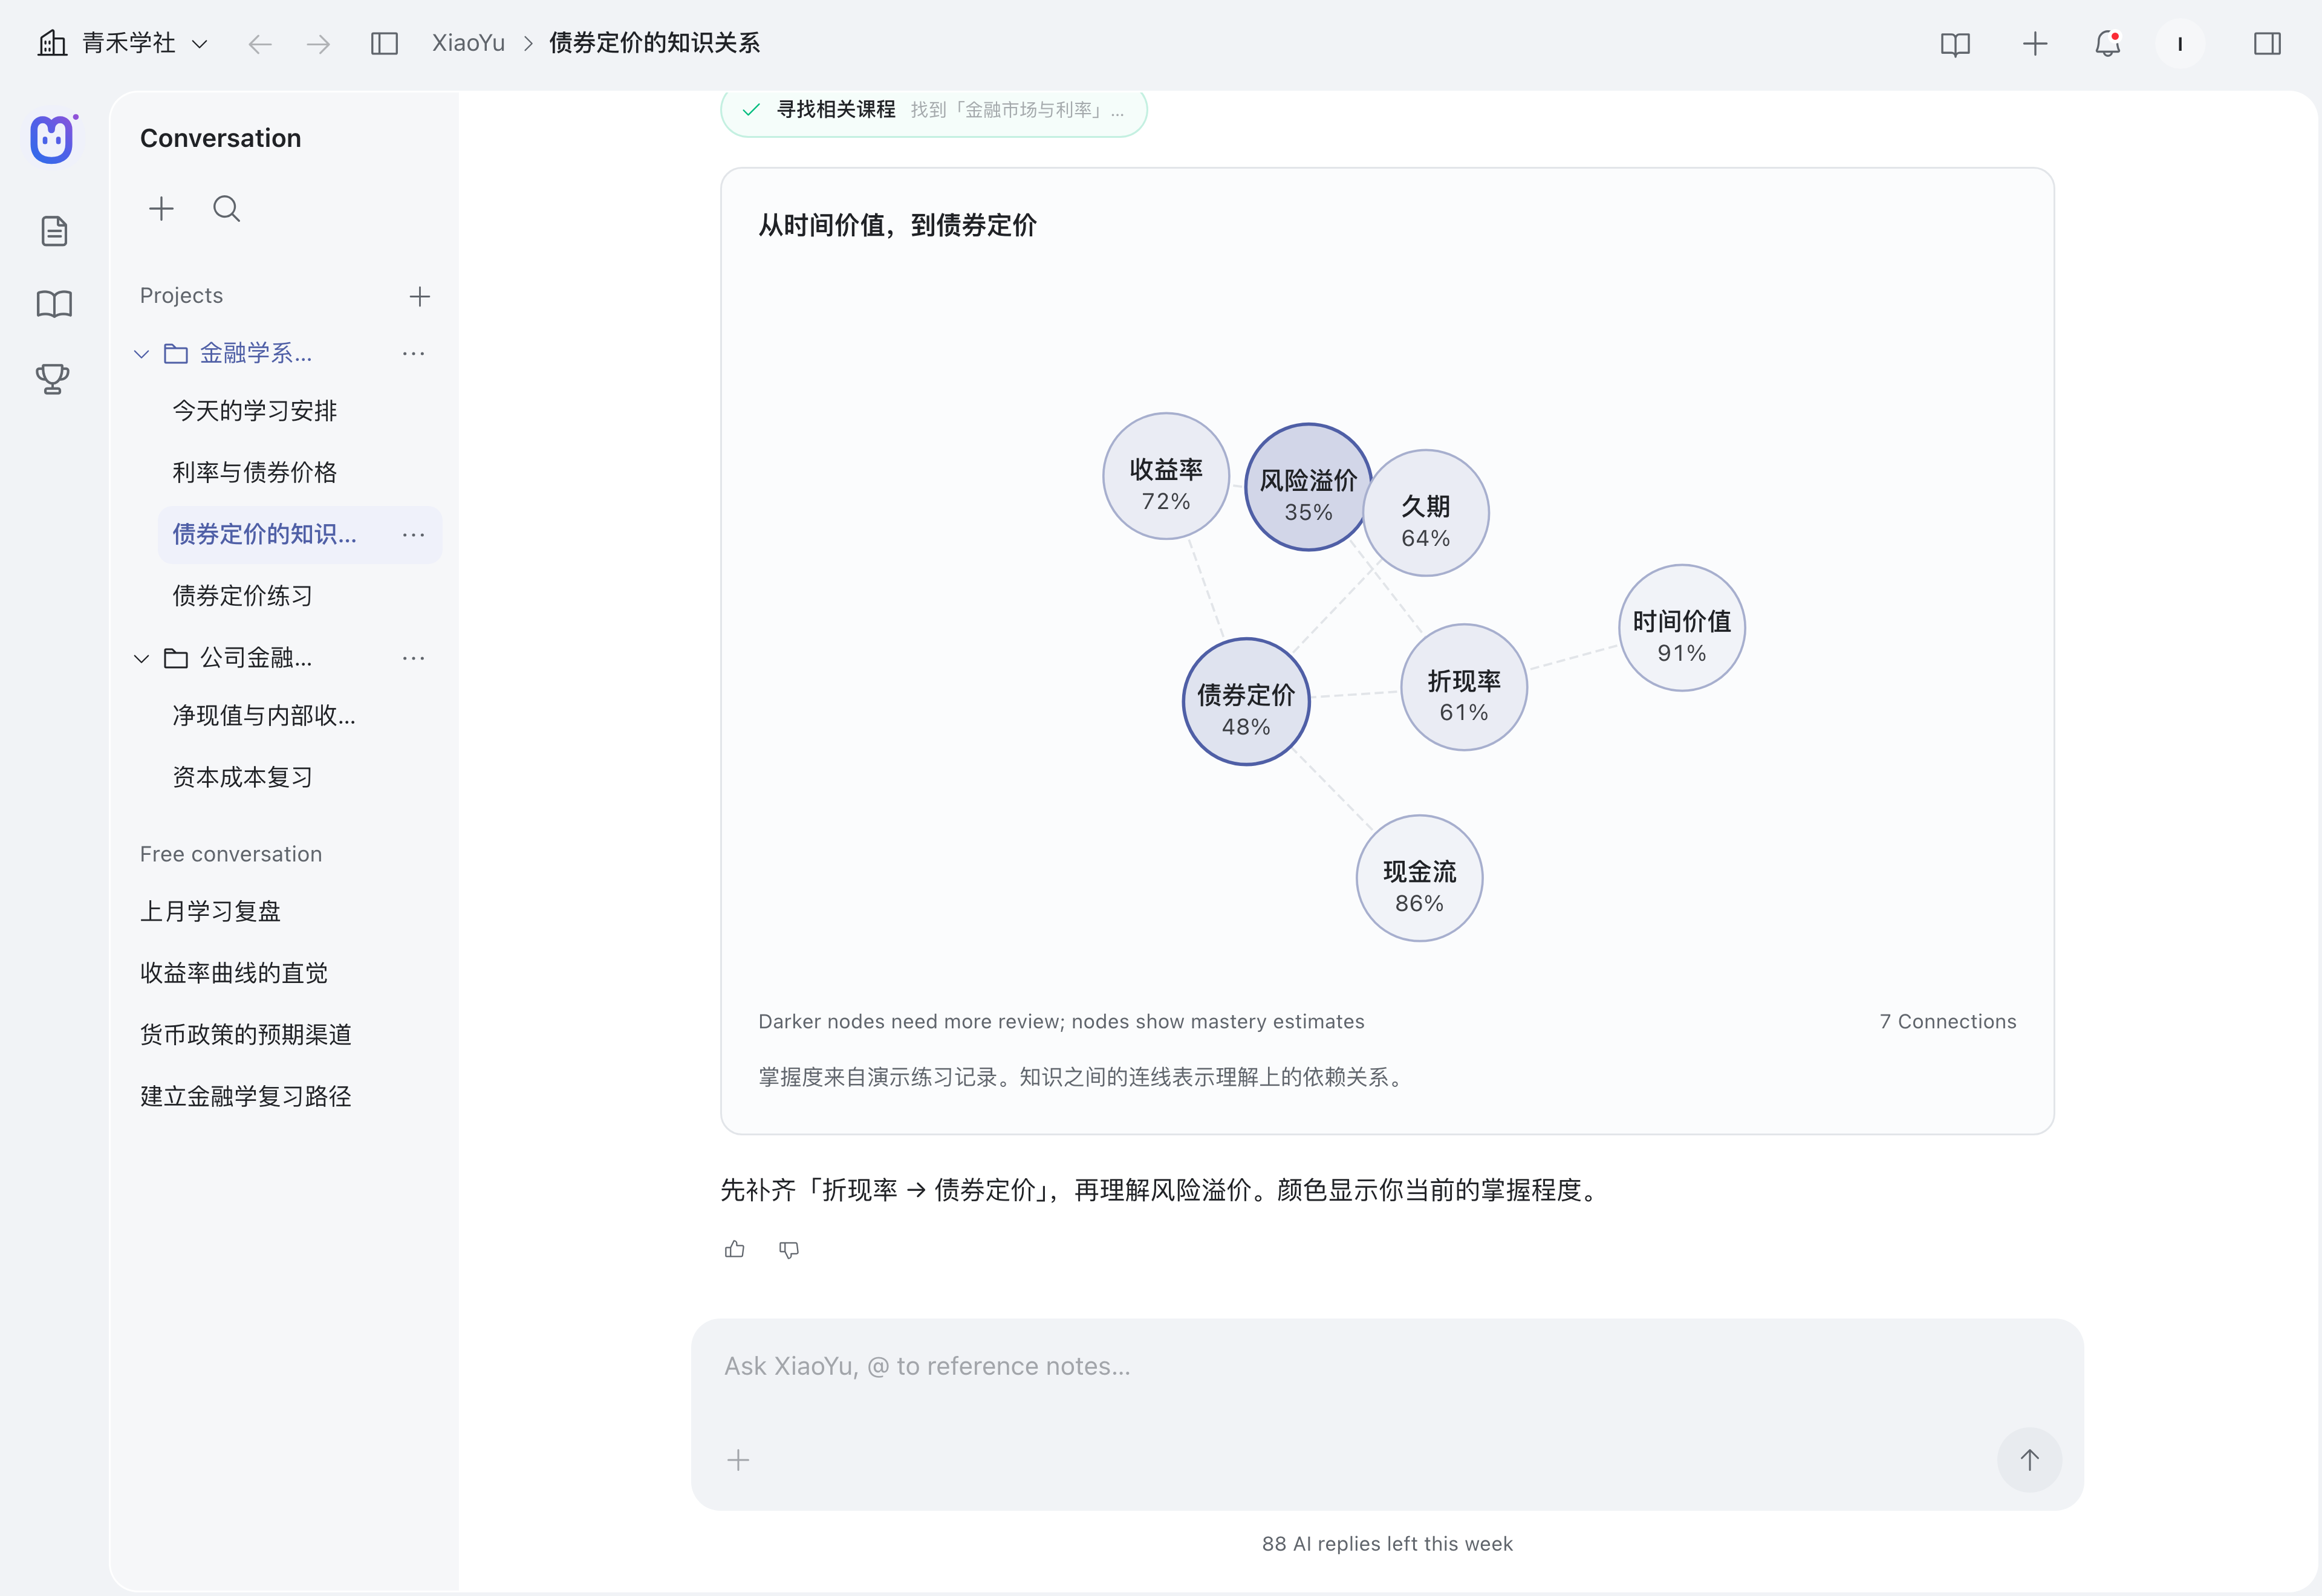 青禾学社
XiaoYu
债券定价的知识关系
I
Conversation
Projects
金融学系...
今天的学习安排
利率与债券价格
债券定价的知识...
债券定价练习
公司金融...
净现值与内部收...
资本成本复习
Free conversation
上月学习复盘
收益率曲线的直觉
货币政策的预期渠道
建立金融学复习路径
寻找相关课程 找到「金融市场与利率」...
从时间价值，到债券定价
收益率
72%
风险溢价
35%
久期
64%
时间价值
91%
债券定价
48%
折现率
61%
现金流
86%
Darker nodes need more review; nodes show mastery estimates
7 Connections
掌握度来自演示练习记录。知识之间的连线表示理解上的依赖关系。
先补齐「折现率 → 债券定价」，再理解风险溢价。颜色显示你当前的掌握程度。
Ask XiaoYu, @ to reference notes...
88 AI replies left this week